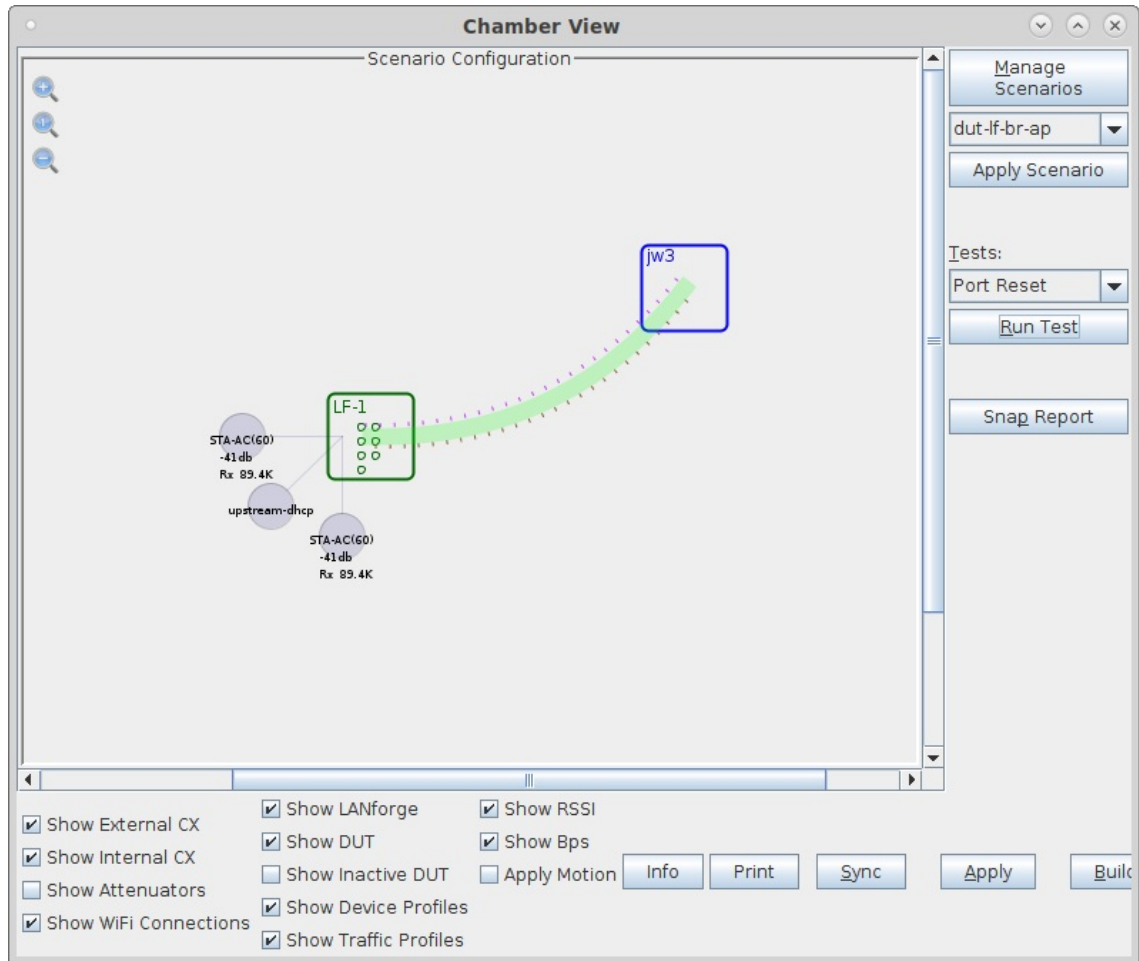 Chamber View
Scenario Configuration
Manage
Scenarios
dut-lf-br-ap
Apply Scenario
Tests:
Port Reset
Run Test
Snap Report
jw3
LF-1
STA-AC(60)
-41db
Rx 89.4K
upstream-dhcp
STA-AC(60)
-41db
Rx 89.4K
Show External CX
Show Internal CX
Show Attenuators
Show WiFi Connections
Show LANforge
Show DUT
Show Inactive DUT
Show Device Profiles
Show Traffic Profiles
Show RSSI
Show Bps
Apply Motion
Info
Print
Sync
Apply